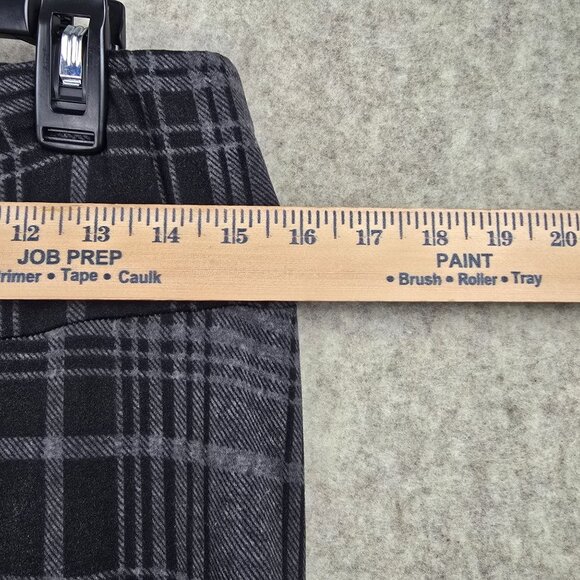 12 13 14 15 16 17 18 19 20
JOB PREP PAINT
rimer • Tape • Caulk • Brush • Roller • Tray